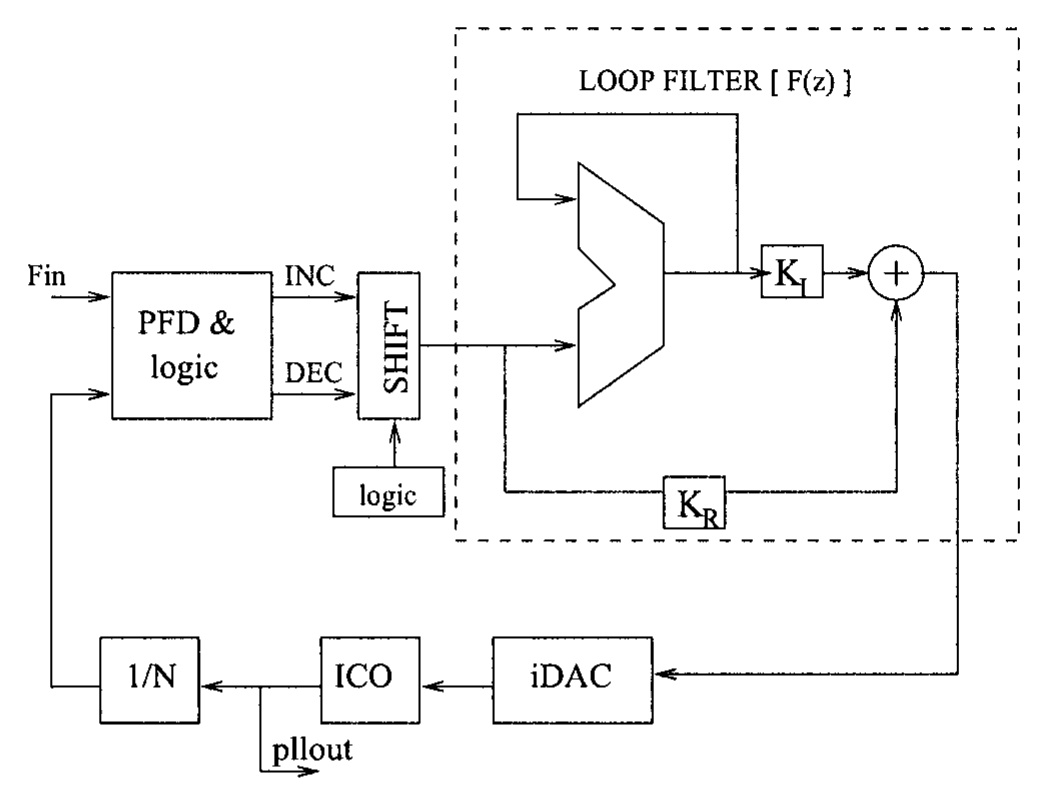 LOOP FILTER [ F(z) ]
Fin
INC
PFD &
logic
DEC
SHIFT
logic
K_I
+
K_R
1/N
ICO
iDAC
pllout